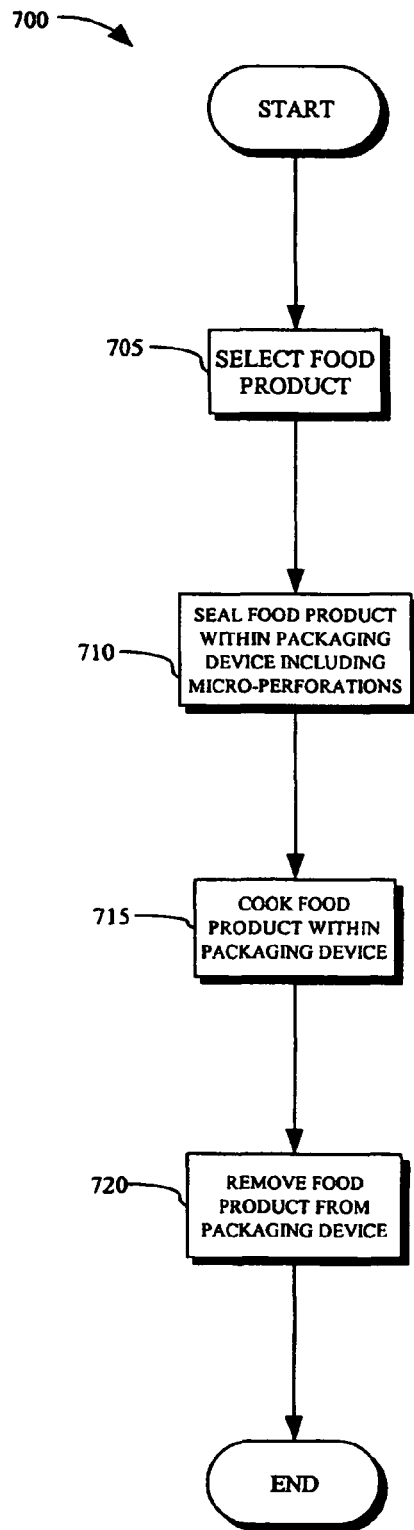 700
START
705
SELECT FOOD
PRODUCT
SEAL FOOD PRODUCT
WITHIN PACKAGING
710
DEVICE INCLUDING
MICRO-PERFORATIONS
COOK FOOD
715
PRODUCT WITHIN
PACKAGING DEVICE
720
REMOVE FOOD
PRODUCT FROM
PACKAGING DEVICE
END